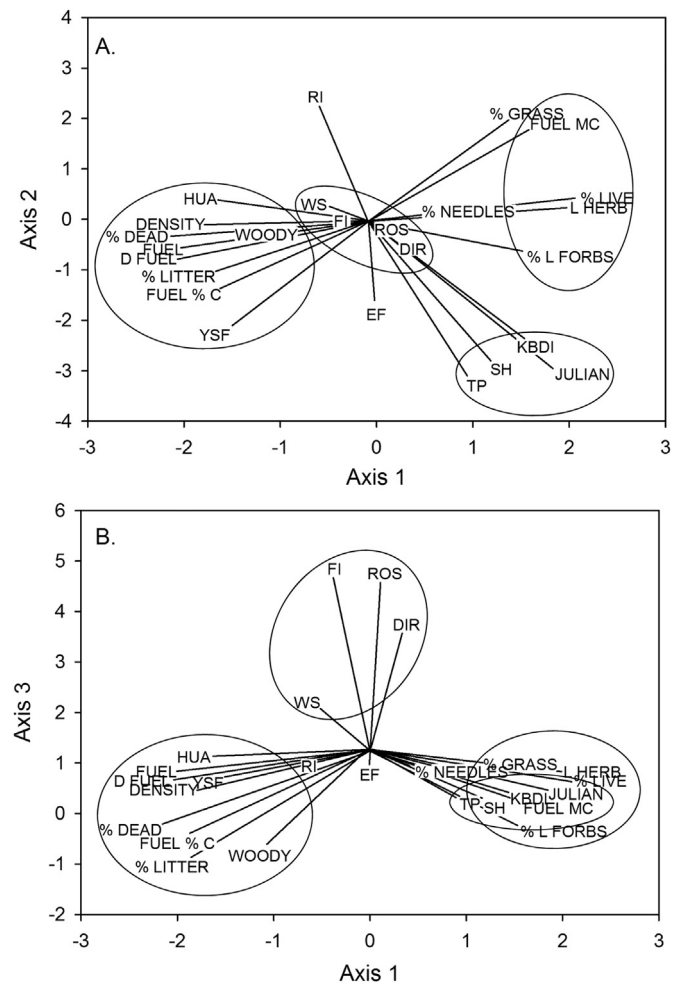 A.
4
3
2
1
0
-1
-2
-3
-4
Axis 2
RI
% GRASS
FUEL MC
HUA
WS
% LIVE
L HERB
% NEEDLES
DENSITY
FI
ROS
% DEAD
WOODY
DIR
FUEL
D FUEL
% L FORBS
% LITTER
FUEL % C
EF
YSF
KBDI
SH
JULIAN
TP
-3 -2 -1 0 1 2 3
Axis 1
B.
6
5
4
3
2
1
0
-1
-2
Axis 3
FI
ROS
DIR
WS
HUA
RI
EF
% GRASS
FUEL
% NEEDLES
L HERB
D FUEL
YSF
% LIVE
DENSITY
JULIAN
KBDI
TP
SH
FUEL MC
% DEAD
% L FORBS
FUEL % C
WOODY
% LITTER
-3 -2 -1 0 1 2 3
Axis 1